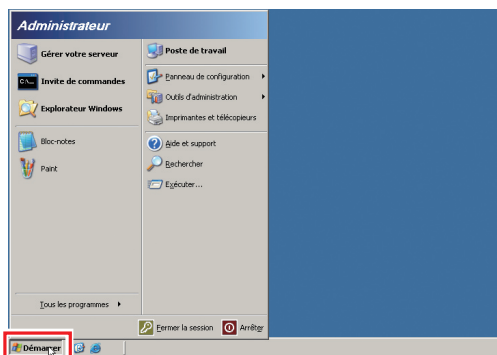 Administrateur
Gérer votre serveur
Invite de commandes
Explorateur Windows
Bloc-notes
Paint
Tous les programmes
Poste de travail
Panneau de configuration
Outils d'administration
Imprimantes et télécopieurs
Aide et support
Rechercher
Exécuter...
Fermer la session
Arrêter
Démarrer